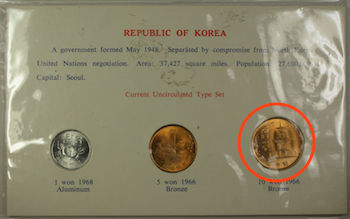 REPUBLIC OF KOREA
A government formed May 1948. Separated by compromise from North Korea
United Nations negotiation. Area: 37,427 square miles. Population
Capital: Seoul.
Current Uncirculated Type Set
1 won 1968
Aluminum
5 won 1966
Bronze
10 won 1966
Bronze